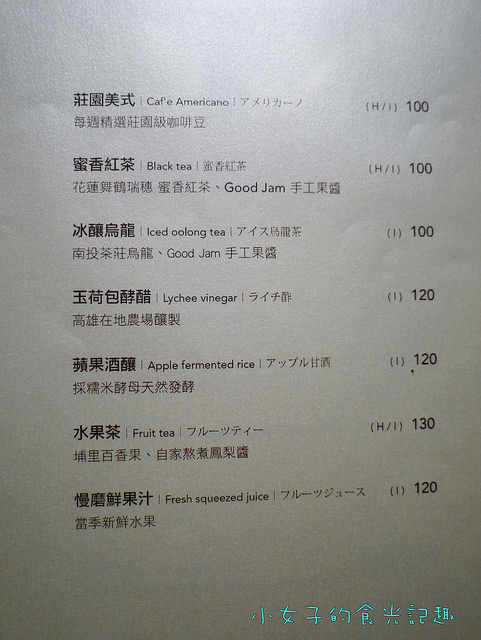 莊園美式 | Caf'e Americano | アメリカーノ (H/I) 100
每週精選莊園級咖啡豆
蜜香紅茶 | Black tea | 蜜香紅茶 (H/I) 100
花蓮舞鶴瑞穗 蜜香紅茶、Good Jam 手工果醬
冰釀烏龍 | Iced oolong tea | アイス烏龍茶 (I) 100
南投茶莊烏龍、Good Jam 手工果醬
玉荷包酵醋 | Lychee vinegar | ライチ酢 (I) 120
高雄在地農場釀製
蘋果酒釀 | Apple fermented rice | アップル甘酒 (I) 120
採糯米酵母天然發酵
水果茶 | Fruit tea | フルーツティー (H/I) 130
埔里百香果、自家熬煮鳳梨醬
慢磨鮮果汁 | Fresh squeezed juice | フルーツジュース (I) 120
當季新鮮水果
小女子的食光記趣